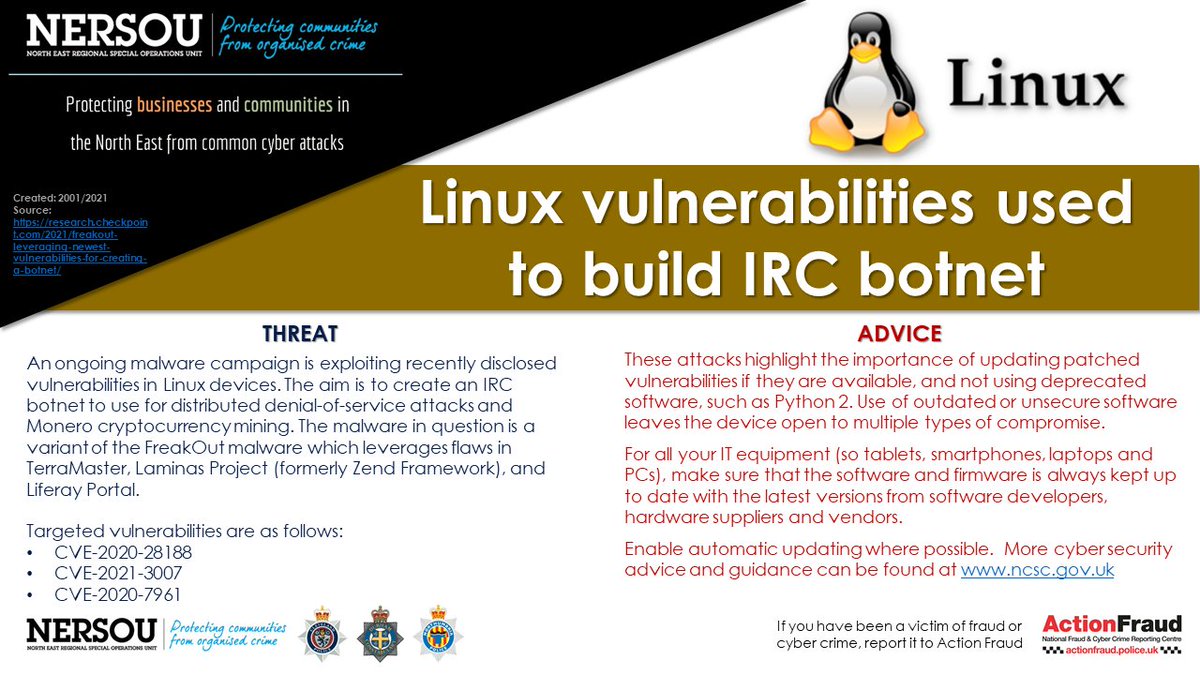 NERSOU
NORTH EAST REGIONAL SPECIAL OPERATIONS UNIT
Protecting communities
from organised crime
Protecting businesses and communities in
the North East from common cyber attacks
Created: 2001/2021
Source:
https://research.checkpoin
t.com/2021/freakout-
leveraging-newest-
vulnerabilities-for-creating-
a-botnet/
Linux
Linux vulnerabilities used
to build IRC botnet
THREAT
An ongoing malware campaign is exploiting recently disclosed
vulnerabilities in Linux devices. The aim is to create an IRC
botnet to use for distributed denial-of-service attacks and
Monero cryptocurrency mining. The malware in question is a
variant of the FreakOut malware which leverages flaws in
TerraMaster, Laminas Project (formerly Zend Framework), and
Liferay Portal.
Targeted vulnerabilities are as follows:
• CVE-2020-28188
• CVE-2021-3007
• CVE-2020-7961
ADVICE
These attacks highlight the importance of updating patched
vulnerabilities if they are available, and not using deprecated
software, such as Python 2. Use of outdated or unsecure software
leaves the device open to multiple types of compromise.
For all your IT equipment (so tablets, smartphones, laptops and
PCs), make sure that the software and firmware is always kept up
to date with the latest versions from software developers,
hardware suppliers and vendors.
Enable automatic updating where possible. More cyber security
advice and guidance can be found at www.ncsc.gov.uk
NERSOU
NORTH EAST REGIONAL SPECIAL OPERATIONS UNIT
Protecting communities
from organised crime
If you have been a victim of fraud or
cyber crime, report it to Action Fraud
ActionFraud
National Fraud & Cyber Crime Reporting Centre
actionfraud.police.uk